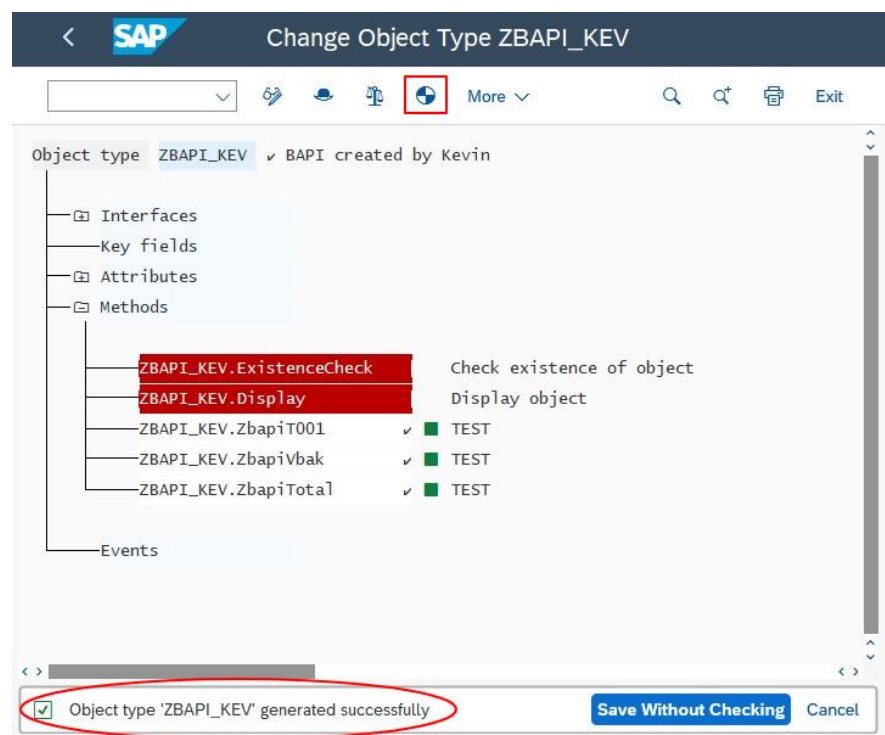 SAP Change Object Type ZBAPI_KEV
More Exit
Object type ZBAPI_KEV BAPI created by Kevin
Interfaces
Key fields
Attributes
Methods
ZBAPI_KEV.ExistenceCheck Check existence of object
ZBAPI_KEV.Display Display object
ZBAPI_KEV.ZbapiT001 TEST
ZBAPI_KEV.ZbapiVbak TEST
ZBAPI_KEV.ZbapiTotal TEST
Events
Object type 'ZBAPI_KEV' generated successfully Save Without Checking Cancel